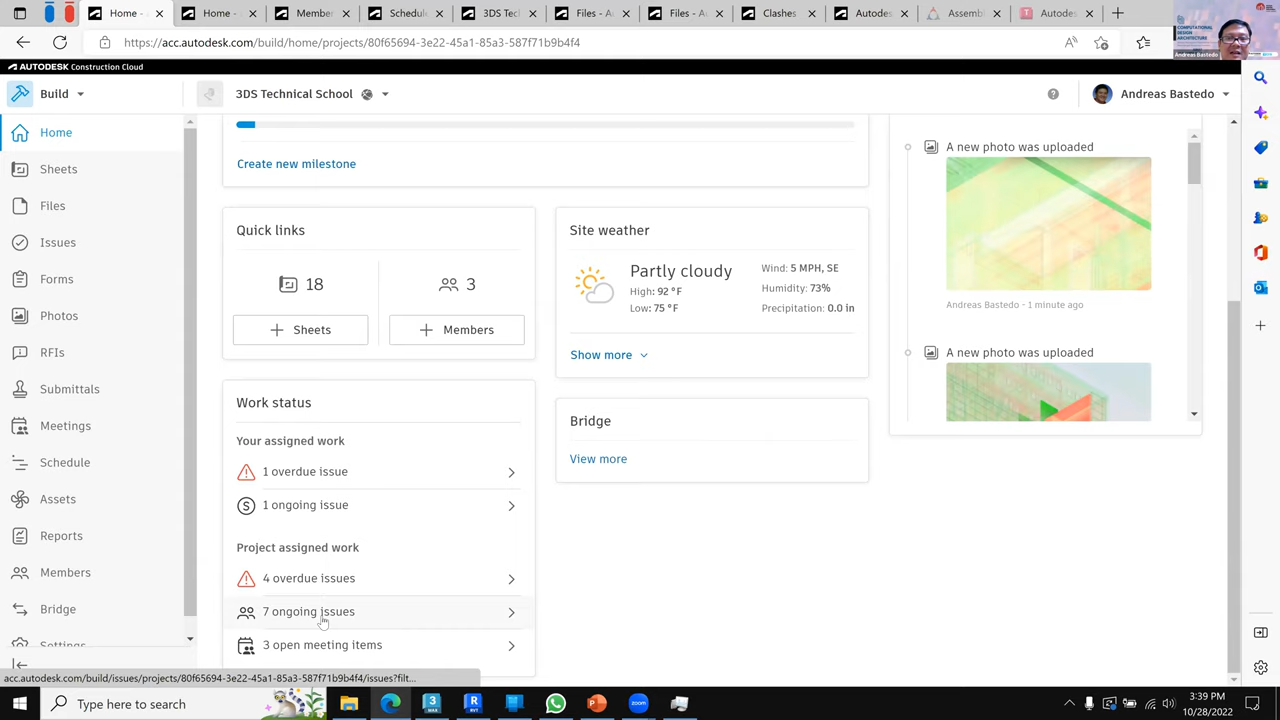 Home -
Home -
Membe
Schedul
3DS Tec
Files - A
Files - A
Clashes
Autodes
Assemb
Autodes
https://acc.autodesk.com/build/home/projects/80f65694-3e22-45a1-85a3-587f71b9b4f4
COMPUTATIONAL
DESIGN
ARCHITECTURE
Andreas Bastedo
AUTODESK CONSTRUCTION CLOUD
Build
3DS Technical School
Andreas Bastedo
Home
Sheets
Files
Issues
Forms
Photos
RFIs
Submittals
Meetings
Schedule
Assets
Reports
Members
Bridge
Settings
Create new milestone
Quick links
18
3
Sheets
Members
Work status
Your assigned work
1 overdue issue
1 ongoing issue
Project assigned work
4 overdue issues
7 ongoing issues
3 open meeting items
Site weather
Partly cloudy
High: 92 °F
Low: 75 °F
Wind: 5 MPH, SE
Humidity: 73%
Precipitation: 0.0 in
Show more
Bridge
View more
A new photo was uploaded
Andreas Bastedo - 1 minute ago
A new photo was uploaded
acc.autodesk.com/build/issues/projects/80f65694-3e22-45a1-85a3-587f71b9b4f4/issues?filt...
Type here to search
3:39 PM
10/28/2022